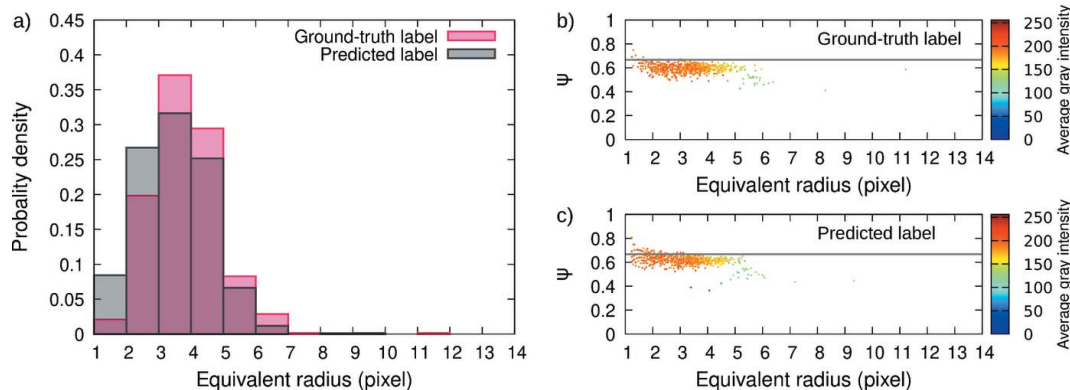 a)
Ground-truth label
Predicted label
Probality density
0.45
0.4
0.35
0.3
0.25
0.2
0.15
0.1
0.05
0
1 2 3 4 5 6 7 8 9 10 11 12 13 14
Equivalent radius (pixel)
b)
Ground-truth label
Ψ
1
0.8
0.6
0.4
0.2
0
1 2 3 4 5 6 7 8 9 10 11 12 13 14
Equivalent radius (pixel)
250
200
150
100
50
0
Average gray intensity
c)
Predicted label
Ψ
1
0.8
0.6
0.4
0.2
0
1 2 3 4 5 6 7 8 9 10 11 12 13 14
Equivalent radius (pixel)
250
200
150
100
50
0
Average gray intensity